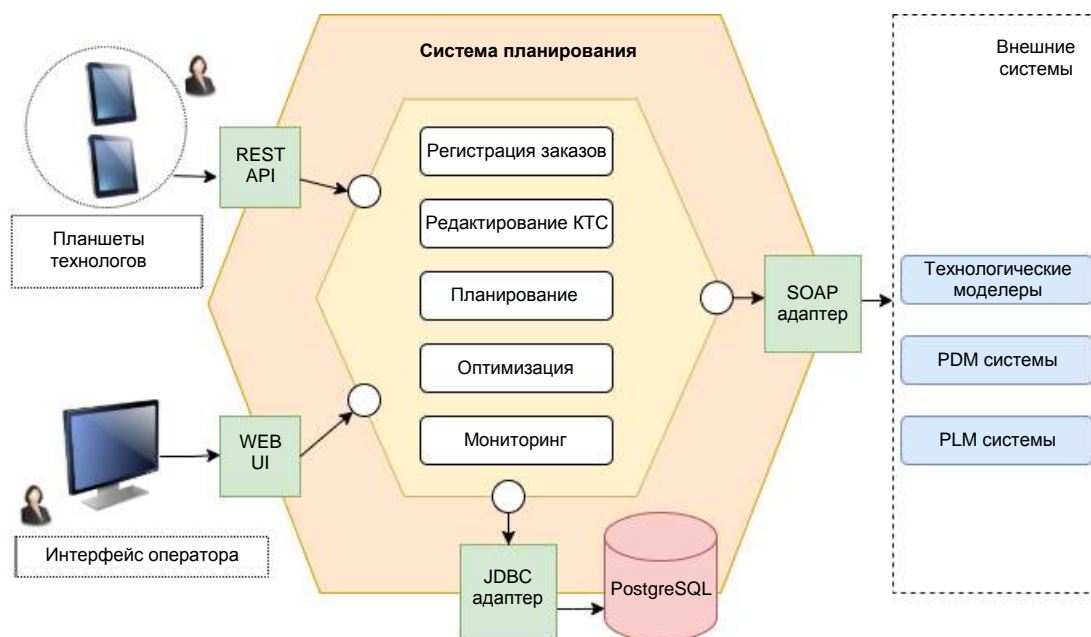 Система планирования
Внешние
системы
REST
API
Планшеты
технологов
Регистрация заказов
Редактирование КТС
Планирование
Оптимизация
Мониторинг
SOAP
адаптер
Технологические
моделеры
PDM системы
PLM системы
WEB
UI
Интерфейс оператора
JDBC
адаптер
PostgreSQL